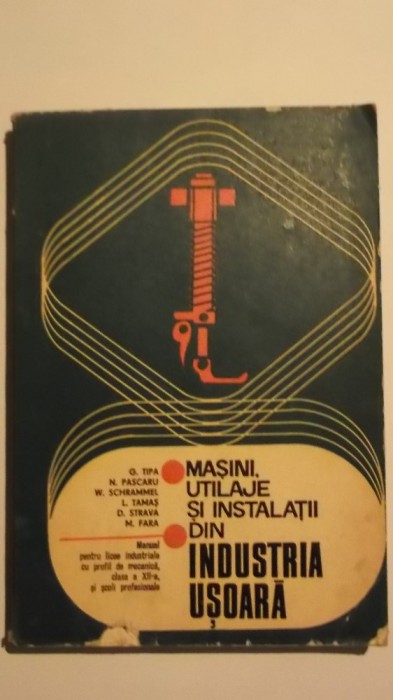 G. TIPA
N. PASCARU
W. SCHRAMMEL
L. TAMAȘ
D. STRAVA
M. FARA
Manual
pentru licee industriale
cu profil de mecanică,
clasa a XII-a,
și școli profesionale
MAȘINI,
UTILAJE
ȘI INSTALAȚII
DIN
INDUSTRIA
UȘOARĂ